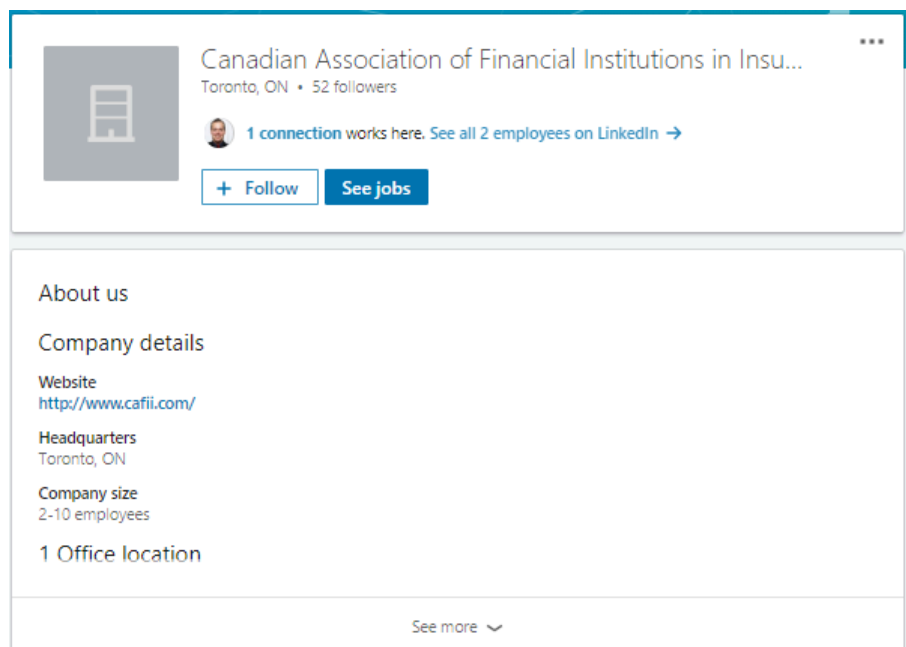 Canadian Association of Financial Institutions in Insu...
Toronto, ON • 52 followers
1 connection works here. See all 2 employees on LinkedIn →
+ Follow See jobs
About us
Company details
Website
http://www.cafii.com/
Headquarters
Toronto, ON
Company size
2-10 employees
1 Office location
See more